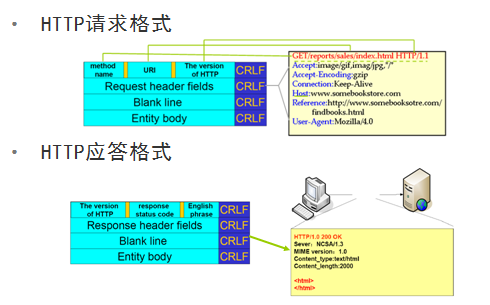 • HTTP请求格式
method name URI The version of HTTP CRLF
Request header fields CRLF
Blank line CRLF
Entity body CRLF
GET/reports/sales/index.html HTTP/1.1
Accept:image/gif,imag/jpg,*/*
Accept-Encoding:gzip
Connection:Keep-Alive
Host:www.somebookstore.com
Reference:http://www.somebooksotre.com/
findbooks.html
User-Agent:Mozilla/4.0
• HTTP应答格式
The version of HTTP response status code English phrase CRLF
Response header fields CRLF
Blank line CRLF
Entity body CRLF
HTTP/1.0 200 OK
Sever: NCSA/1.3
MIME version: 1.0
Content_type:text/html
Content_length:2000
<html>
</html>